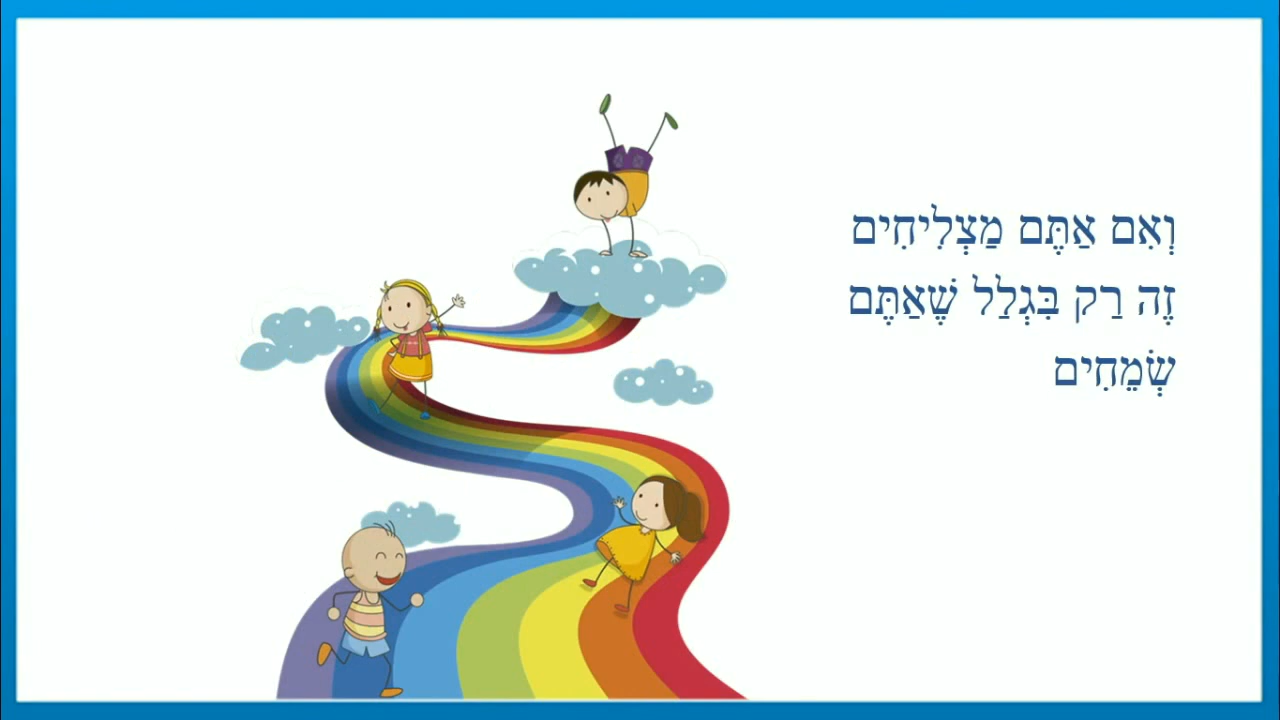 וְאִם אַתֶּם מַצְלִיחִים
זֶה רַק בִּגְלַל שֶׁאַתֶּם
שְׂמֵחִים